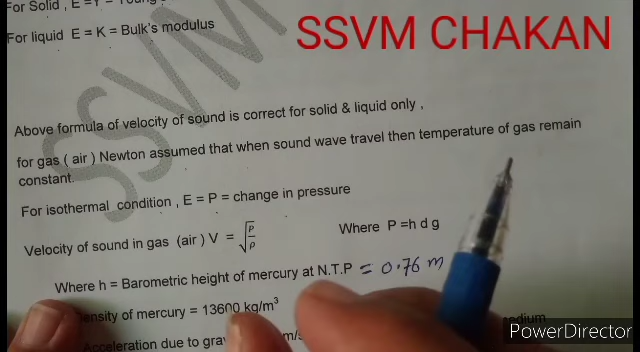 For Solid , E = Y =
For liquid E = K = Bulk's modulus
SSVM CHAKAN
SSVM
Above formula of velocity of sound is correct for solid & liquid only ,
for gas ( air ) Newton assumed that when sound wave travel then temperature of gas remain
constant.
For isothermal condition , E = P = change in pressure
Velocity of sound in gas (air ) V = √(P/ρ) Where P =h d g
Where h = Barometric height of mercury at N.T.P = 0.76 m
ensity of mercury = 13600 kg/m³
Acceleration due to gra m/s
PowerDirector